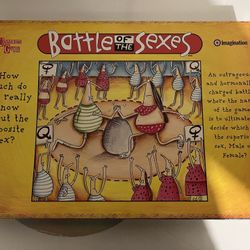 Battle OF THE Sexes
imagination
How
much do
you really
know
about the
opposite
sex?
An outrageous
and hormonally
charged battle
where the name
of the game
is to ultimately
decide which is
the superior
sex, Male or
Female?